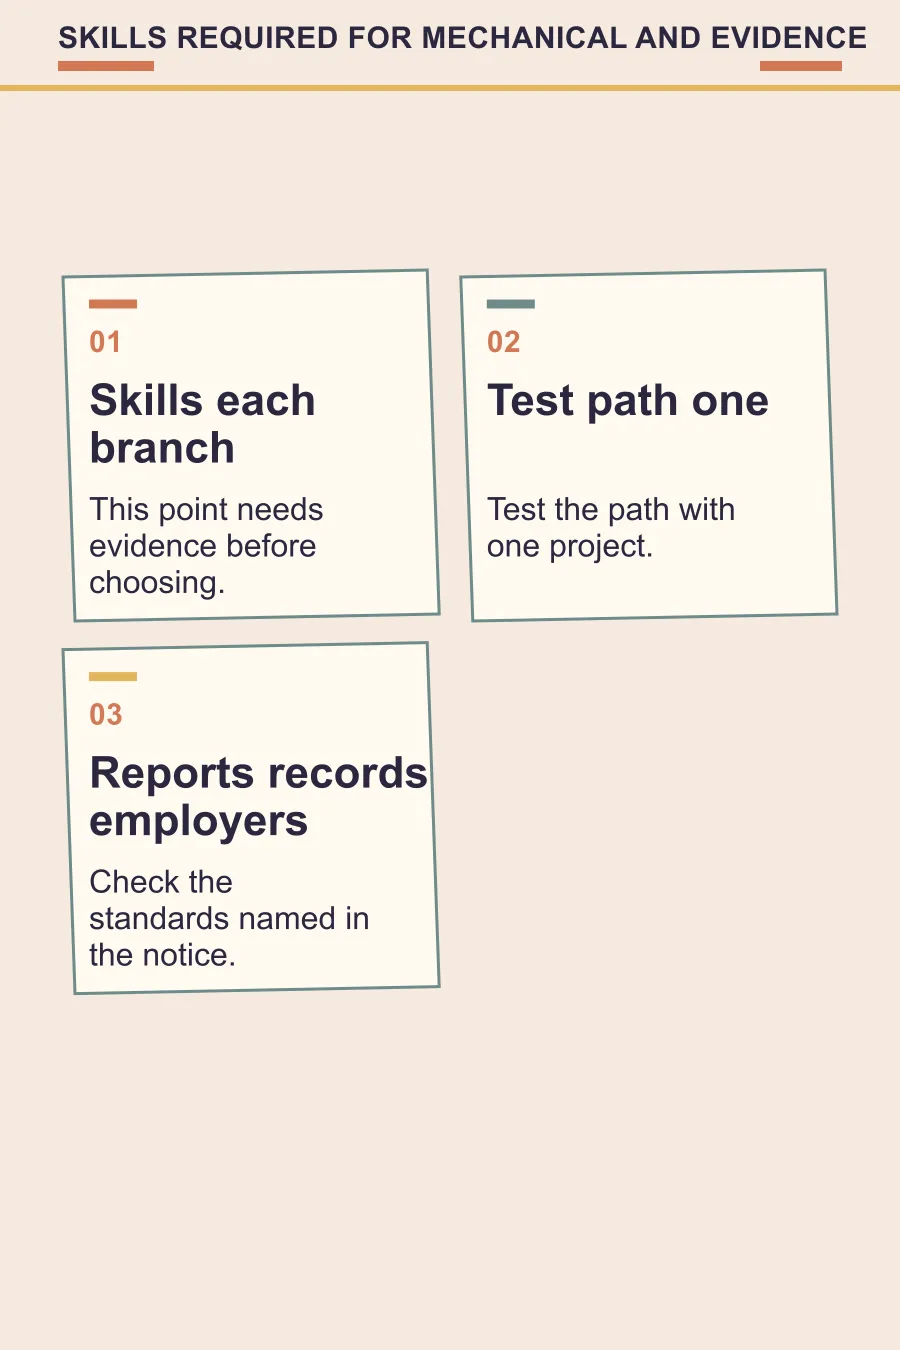 SKILLS REQUIRED FOR MECHANICAL AND EVIDENCE
01
Skills each
branch
This point needs
evidence before
choosing.
02
Test path one
Test the path with
one project.
03
Reports records
employers
Check the
standards named in
the notice.